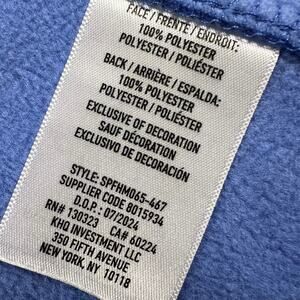 FACE / FRENTE / ENDROIT:
100% POLYESTER
POLYESTER / POLIÉSTER
BACK / ARRIÈRE / ESPALDA:
100% POLYESTER
POLYESTER / POLIÉSTER
EXCLUSIVE OF DECORATION
SAUF DÉCORATION
EXCLUSIVO DE DECORACIÓN
STYLE: SPFHM065-467
SUPPLIER CODE: 8015934
D.O.P.: 07/2024
RN# 130323 CA# 60224
KHQ INVESTMENT LLC
350 FIFTH AVENUE
NEW YORK, NY 10118